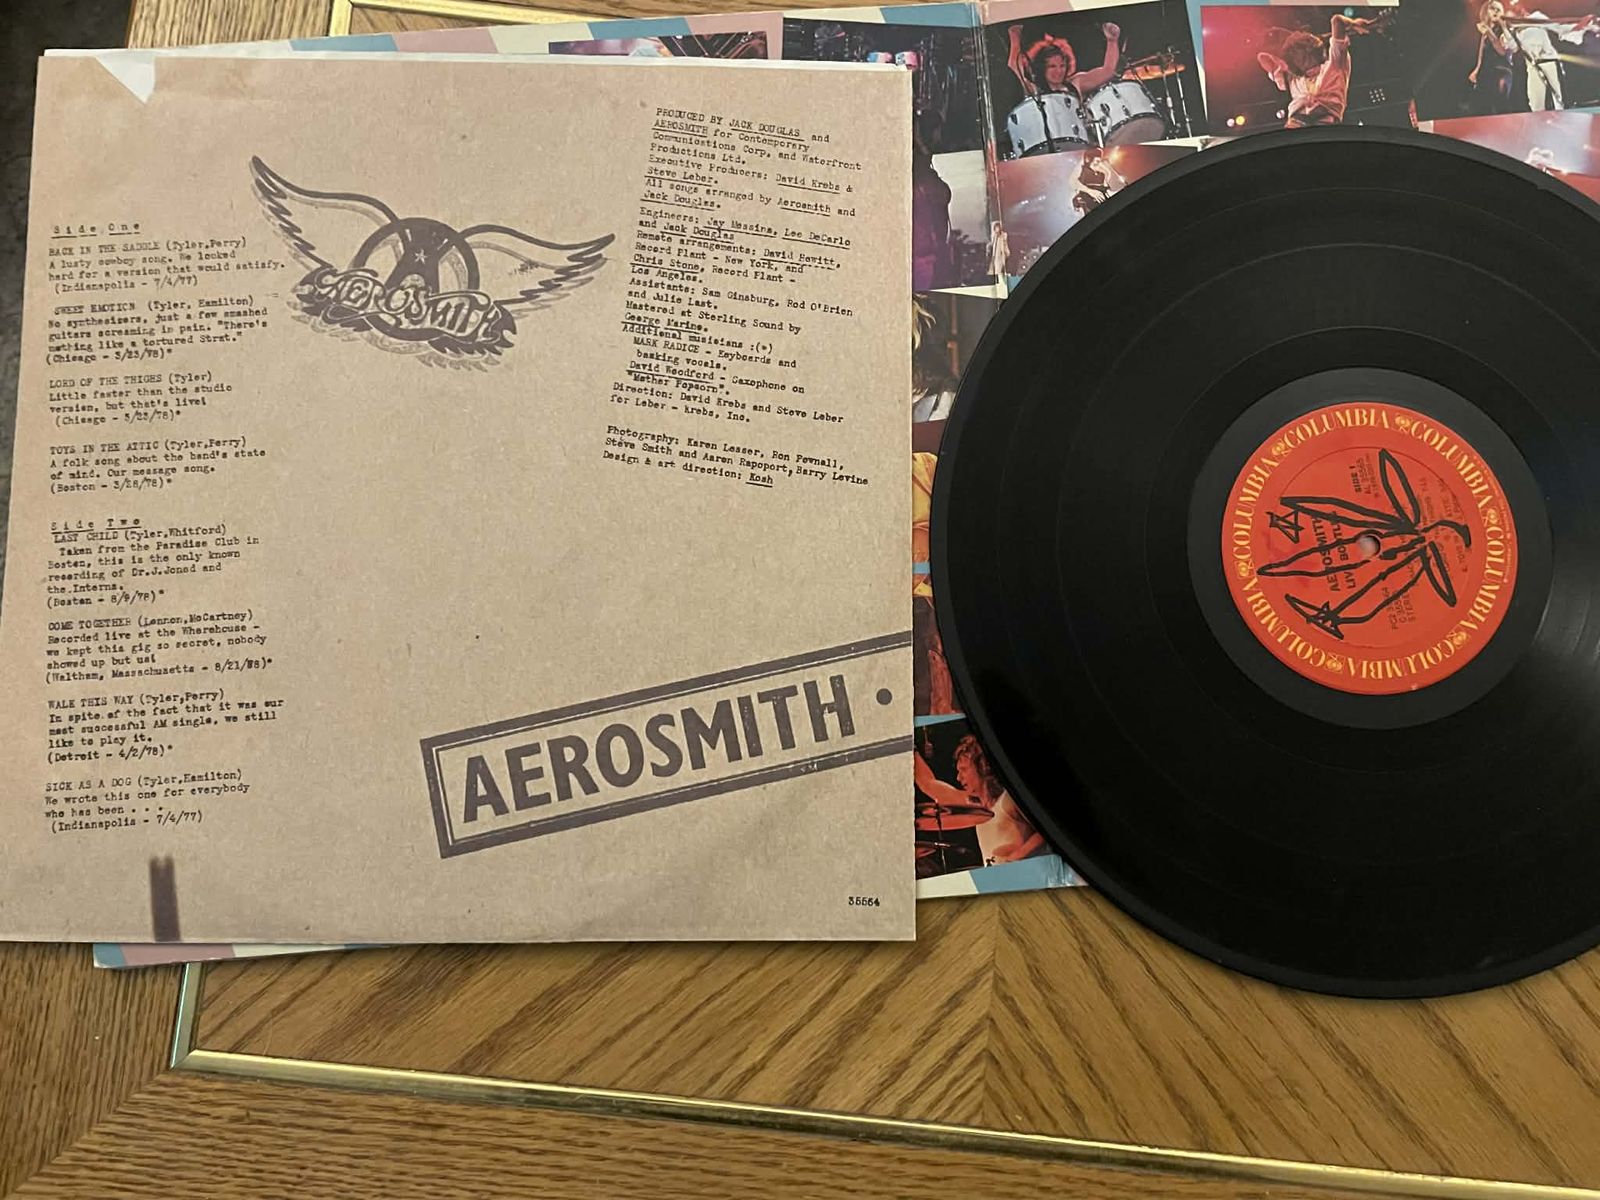 Side One
BACK IN THE SADDLE (Tyler,Perry)
A lusty cowboy song. We looked
hard for a version that would satisfy.
(Indianapolis - 7/4/77)
SWEET EMOTION (Tyler, Hamilton)
No synthesizers, just a few smashed
guitars screaming in pain. "There's
nothing like a tortured Strat."
(Chicago - 3/23/78)*
LORD OF THE THIGHS (Tyler)
Little faster than the studio
version, but that's live!
(Chicago - 3/23/78)*
TOYS IN THE ATTIC (Tyler,Perry)
A folk song about the band's state
of mind. Our message song.
(Boston - 3/28/78)*
Side Two
LAST CHILD (Tyler,Whitford)
Taken from the Paradise Club in
Boston, this is the only known
recording of Dr.J.Jones and
the Interns.
(Boston - 8/9/78)*
COME TOGETHER (Lennon,McCartney)
Recorded live at the Wherehouse -
we kept this gig so secret, nobody
showed up but us!
(Waltham, Massachusetts - 8/21/78)*
WALK THIS WAY (Tyler,Perry)
In spite of the fact that it was our
most successful AM single, we still
like to play it.
(Detroit - 4/2/78)*
SICK AS A DOG (Tyler,Hamilton)
We wrote this one for everybody
who has been . . .
(Indianapolis - 7/4/77)
AEROSMITH
PRODUCED BY JACK DOUGLAS and
AEROSMITH for Contemporary
Communications Corp. and Waterfront
Productions Ltd.
Executive Producers: David Krebs &
Steve Leber.
All songs arranged by Aerosmith and
Jack Douglas.
Engineers: Jay Messina, Lee DeCarlo
and Jack Douglas
Remote arrangements: David Hewitt,
Record Plant - New York, and
Chris Stone, Record Plant -
Los Angeles.
Assistants: Sam Ginsburg, Rod O'Brien
and Julie Last.
Mastered at Sterling Sound by
George Marino.
Additional musicians :(*)
MARK RADICE - Keyboards and
backing vocals.
David Woodford - Saxophone on
"Mother Popcorn".
Direction: David Krebs and Steve Leber
for Leber - Krebs, Inc.
Photography: Karen Lesser, Ron Pownall,
Steve Smith and Aaron Rapoport, Barry Levine
Design & art direction: Kosh
AEROSMITH •
35564
COLUMBIA COLUMBIA COLUMBIA COLUMBIA COLUMBIA COLUMBIA
AEROSMITH
LIVE! BOOTLEG
SIDE 1
AL 35565
STEREO